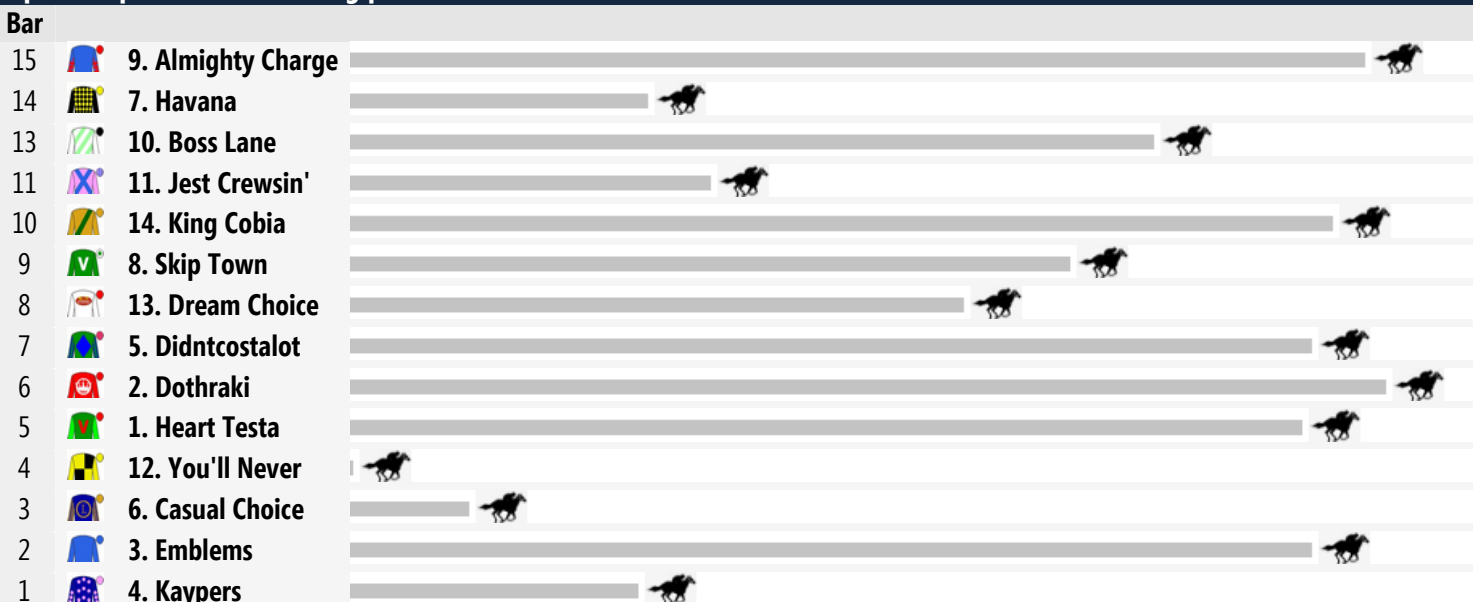 Bar
15 9. Almighty Charge
14 7. Havana
13 10. Boss Lane
11 11. Jest Crewsin'
10 14. King Cobia
9 V 8. Skip Town
8 13. Dream Choice
7 5. Didntcostalot
6 2. Dothraki
5 V 1. Heart Testa
4 12. You'll Never
3 6. Casual Choice
2 3. Emblems
1 4. Kaypers